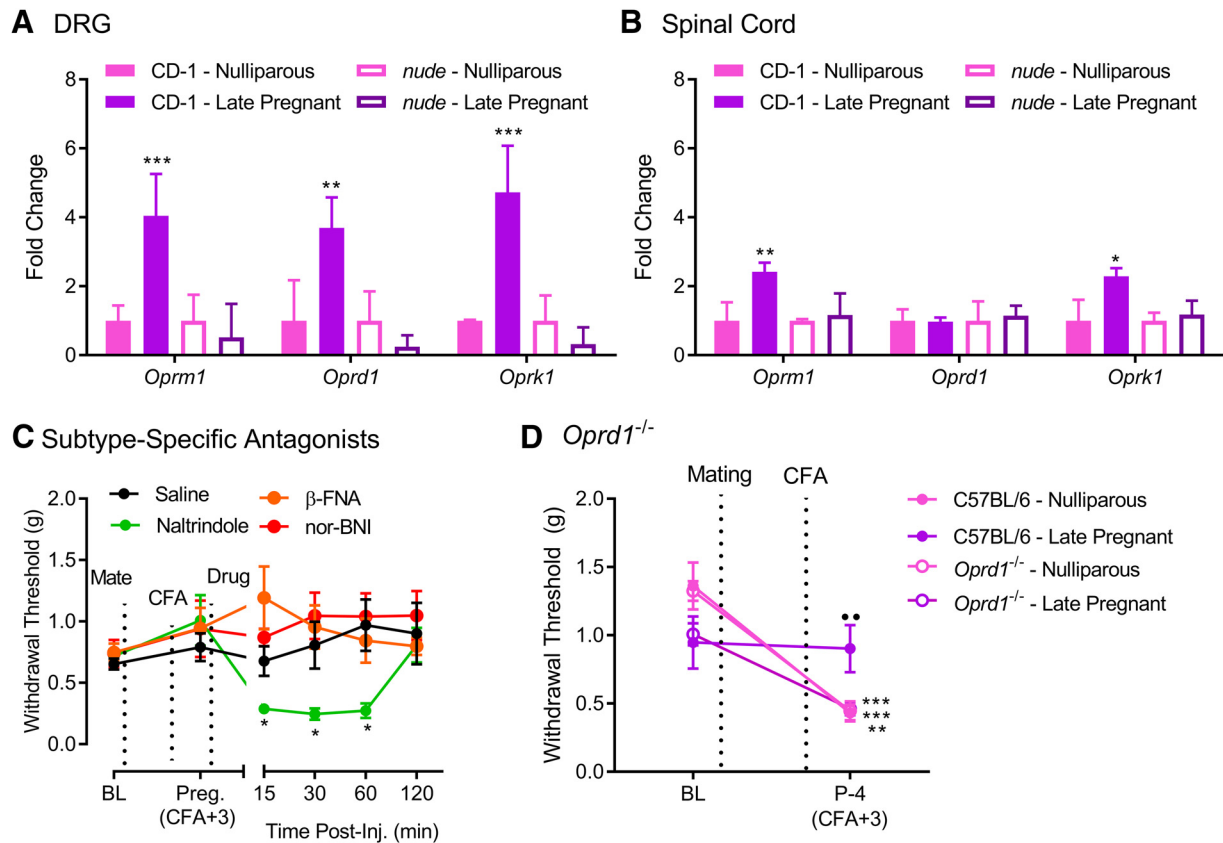 A DRG
CD-1 - Nulliparous
nude - Nulliparous
CD-1 - Late Pregnant
nude - Late Pregnant
Fold Change
8
6
4
2
0
***
**
***
Oprm1
Oprd1
Oprk1
B Spinal Cord
CD-1 - Nulliparous
nude - Nulliparous
CD-1 - Late Pregnant
nude - Late Pregnant
Fold Change
8
6
4
2
0
**
*
Oprm1
Oprd1
Oprk1
C Subtype-Specific Antagonists
Saline
β-FNA
Naltrindole
nor-BNI
Withdrawal Threshold (g)
2.0
1.5
1.0
0.5
0.0
Mate
CFA
Drug
*
*
*
BL
Preg.
(CFA+3)
15
30
60
120
Time Post-Inj. (min)
D Oprd1-/-
Mating
CFA
C57BL/6 - Nulliparous
C57BL/6 - Late Pregnant
Oprd1-/- - Nulliparous
Oprd1-/- - Late Pregnant
Withdrawal Threshold (g)
2.0
1.5
1.0
0.5
0.0
••
***
***
**
BL
P-4
(CFA+3)